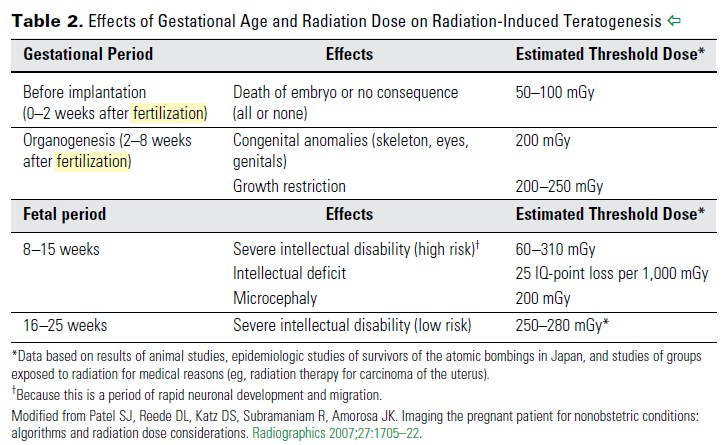 Table 2. Effects of Gestational Age and Radiation Dose on Radiation-Induced Teratogenesis ⇦
Gestational Period Effects Estimated Threshold Dose*
Before implantation Death of embryo or no consequence 50–100 mGy
(0–2 weeks after fertilization) (all or none)
Organogenesis (2–8 weeks Congenital anomalies (skeleton, eyes, 200 mGy
after fertilization) genitals)
Growth restriction 200–250 mGy
Fetal period Effects Estimated Threshold Dose*
8–15 weeks Severe intellectual disability (high risk)† 60–310 mGy
Intellectual deficit 25 IQ-point loss per 1,000 mGy
Microcephaly 200 mGy
16–25 weeks Severe intellectual disability (low risk) 250–280 mGy*
*Data based on results of animal studies, epidemiologic studies of survivors of the atomic bombings in Japan, and studies of groups
exposed to radiation for medical reasons (eg, radiation therapy for carcinoma of the uterus).
†Because this is a period of rapid neuronal development and migration.
Modified from Patel SJ, Reede DL, Katz DS, Subramaniam R, Amorosa JK. Imaging the pregnant patient for nonobstetric conditions:
algorithms and radiation dose considerations. Radiographics 2007;27:1705–22.